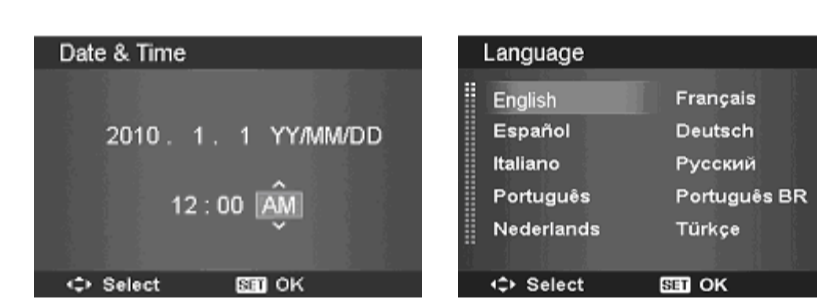 Date & Time
2010 . 1 . 1 YY/MM/DD
12 : 00 AM
Select SET OK
Language
English Français
Español Deutsch
Italiano Русский
Português Português BR
Nederlands Türkçe
Select SET OK